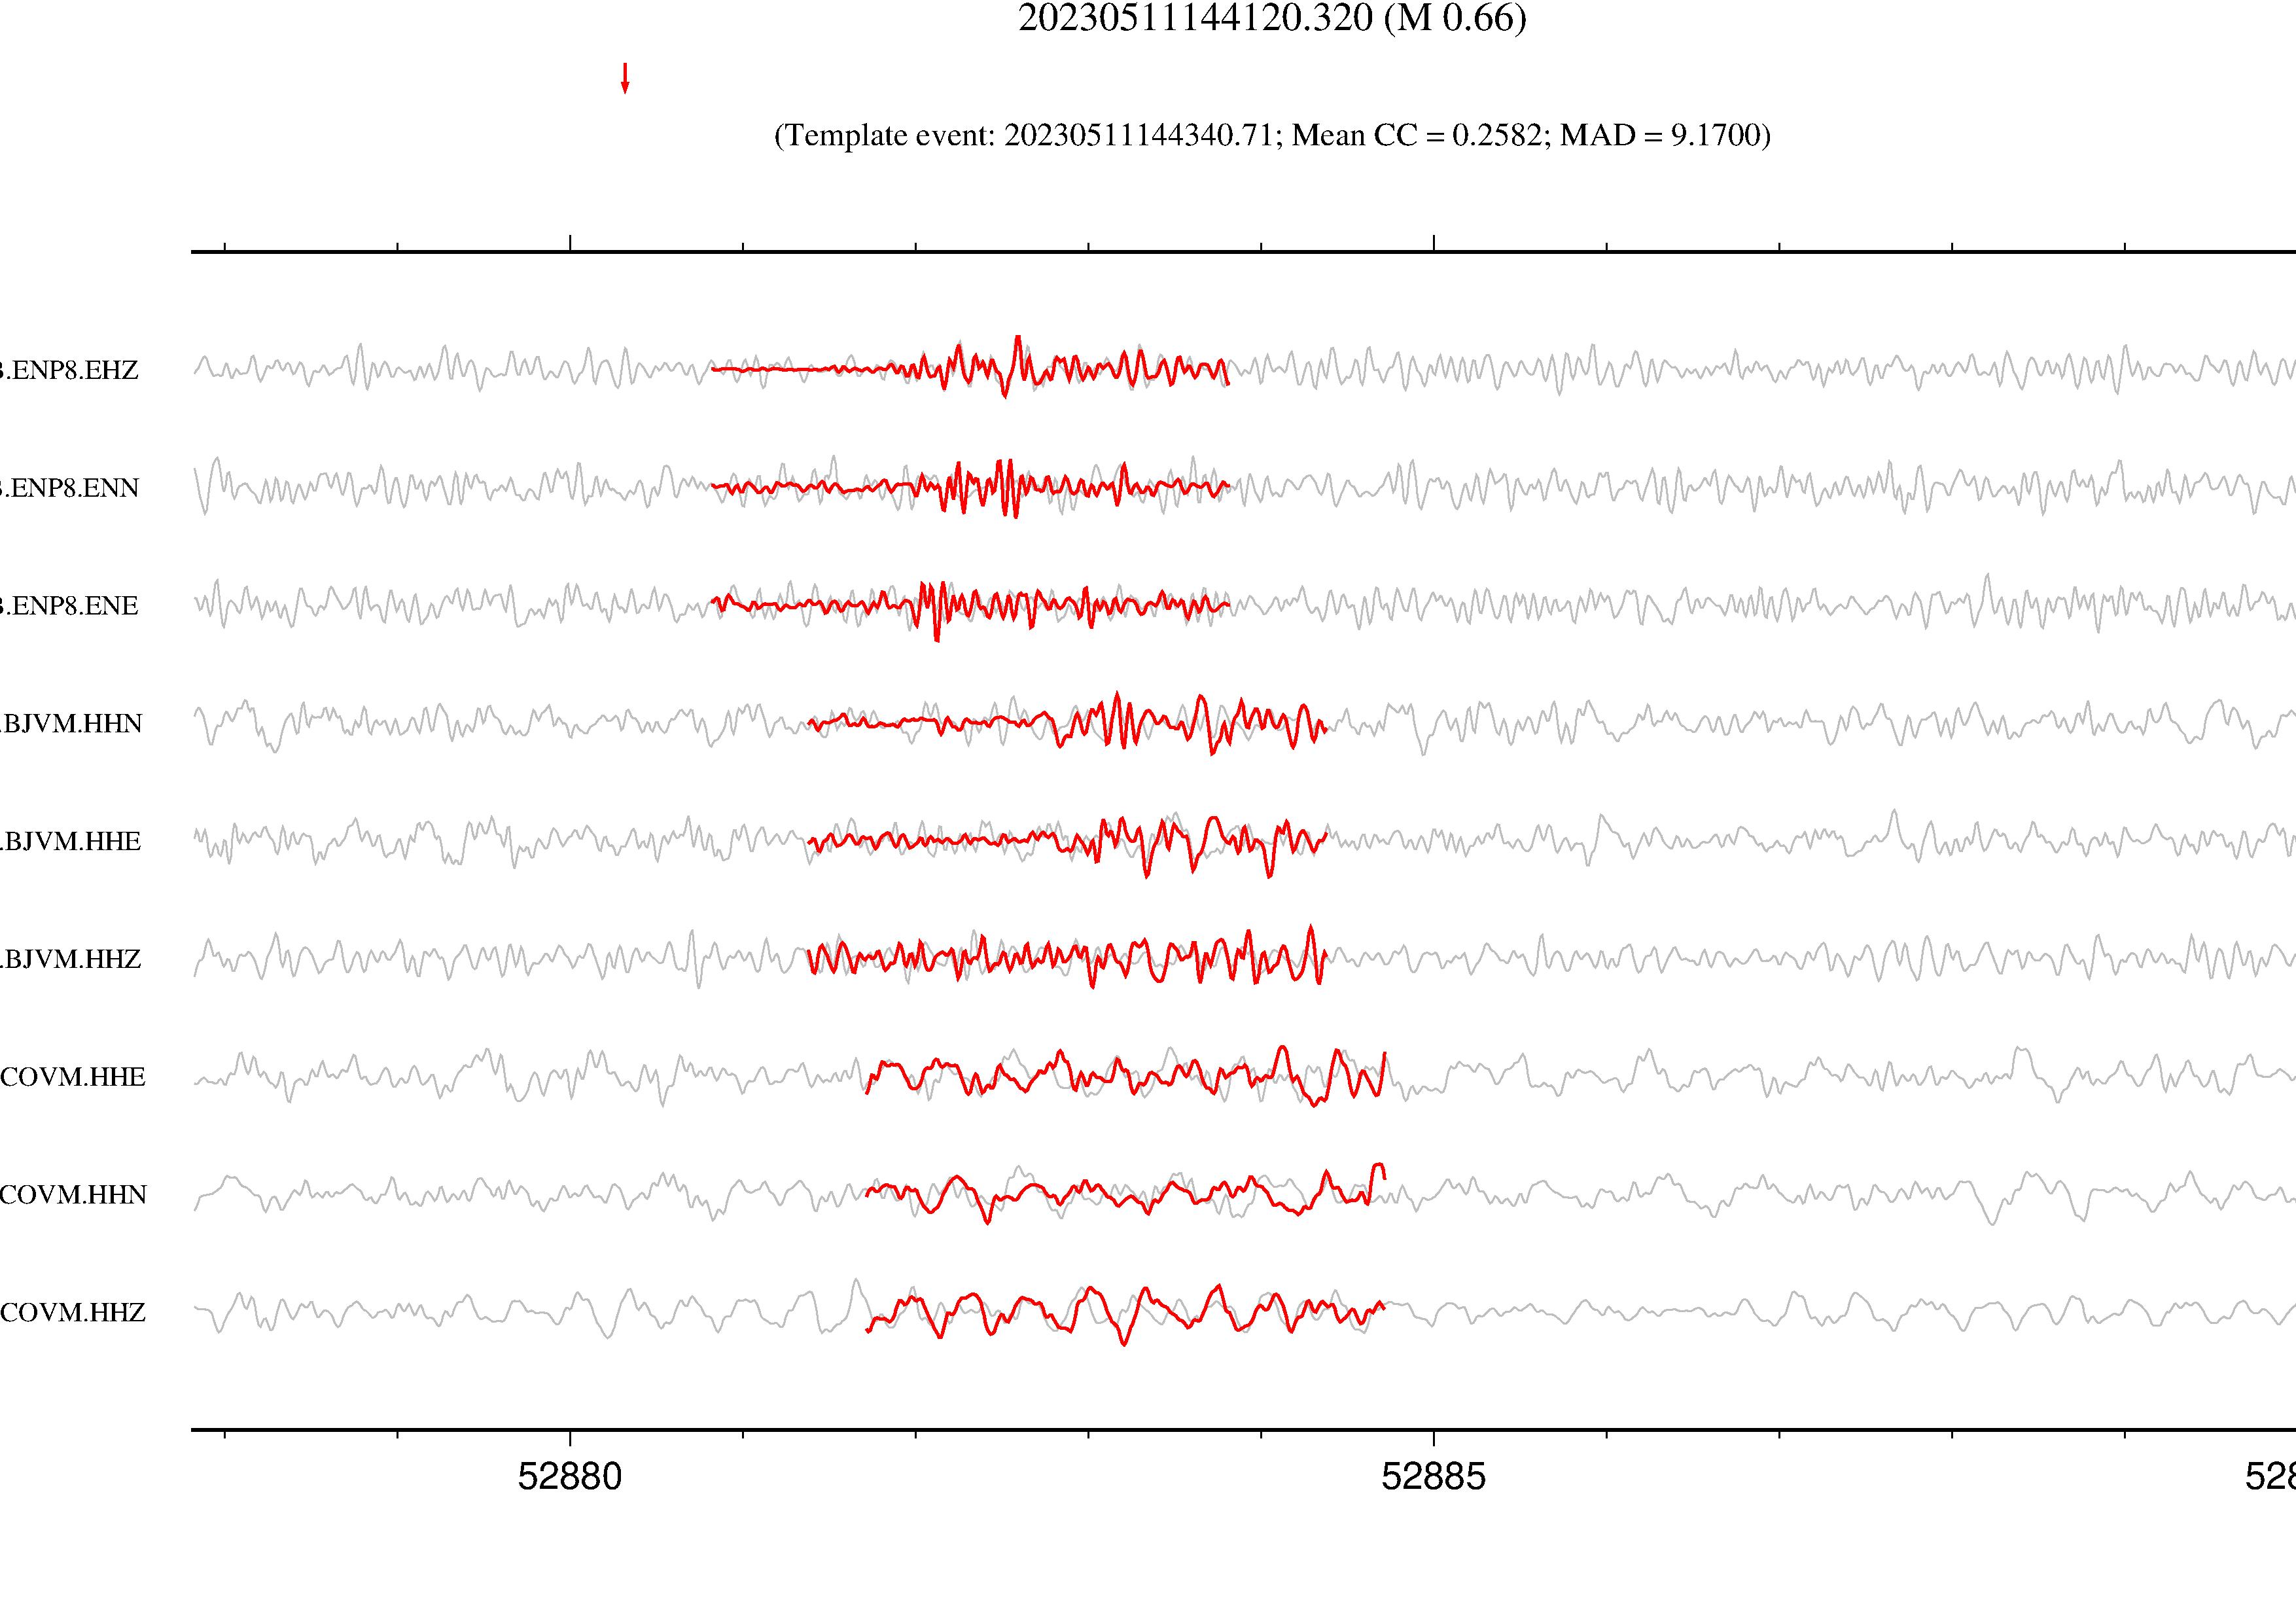 20230511144120.320 (M 0.66)
(Template event: 20230511144340.71; Mean CC = 0.2582; MAD = 9.1700)
.ENP8.EHZ
.ENP8.ENN
.ENP8.ENE
.BJVM.HHN
.BJVM.HHE
.BJVM.HHZ
COVM.HHE
COVM.HHN
COVM.HHZ
52880 52885 52